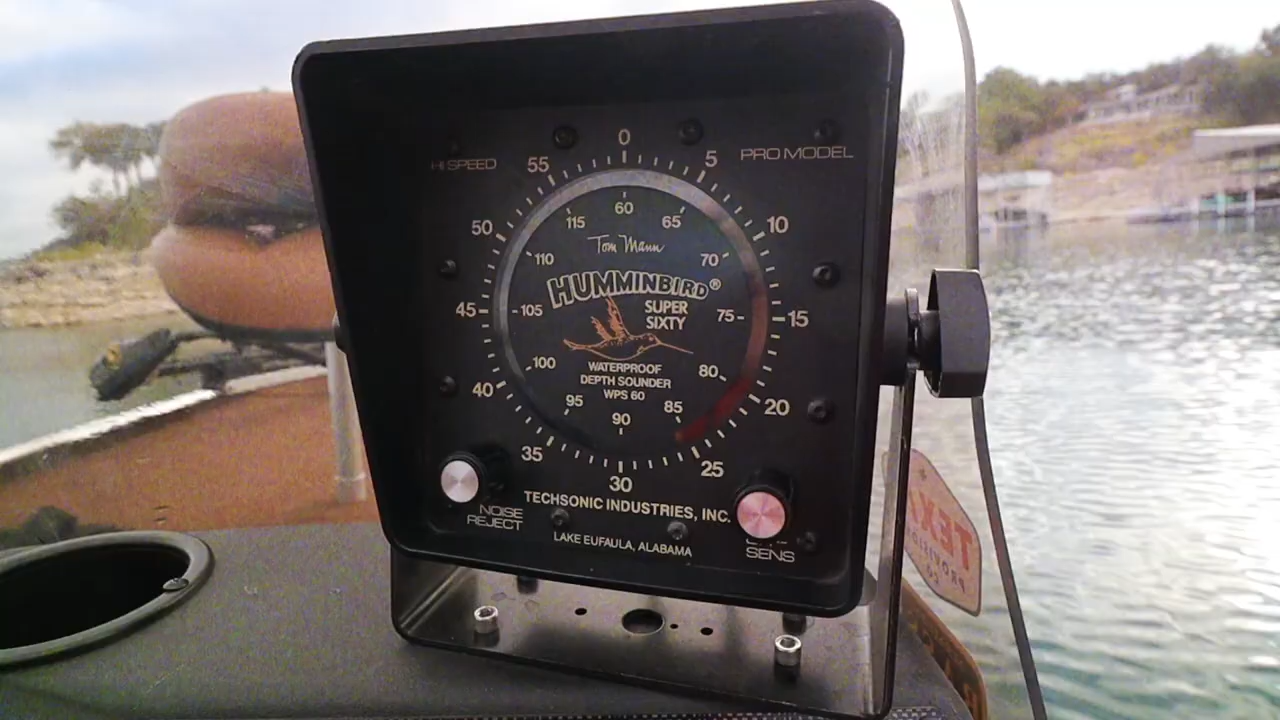 HI SPEED
PRO MODEL
0
5
10
15
20
25
30
35
40
45
50
55
60
65
70
75
80
85
90
95
100
105
110
115
Tom Mann
HUMMINBIRD®
SUPER
SIXTY
WATERPROOF
DEPTH SOUNDER
WPS 60
TECHSONIC INDUSTRIES, INC.
LAKE EUFAULA, ALABAMA
NOISE
REJECT
SENS